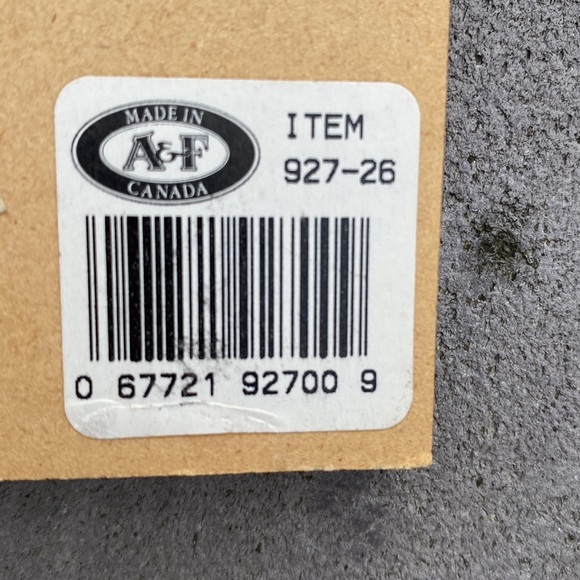 MADE IN
A&F
CANADA
ITEM
927-26
0 67721 92700 9